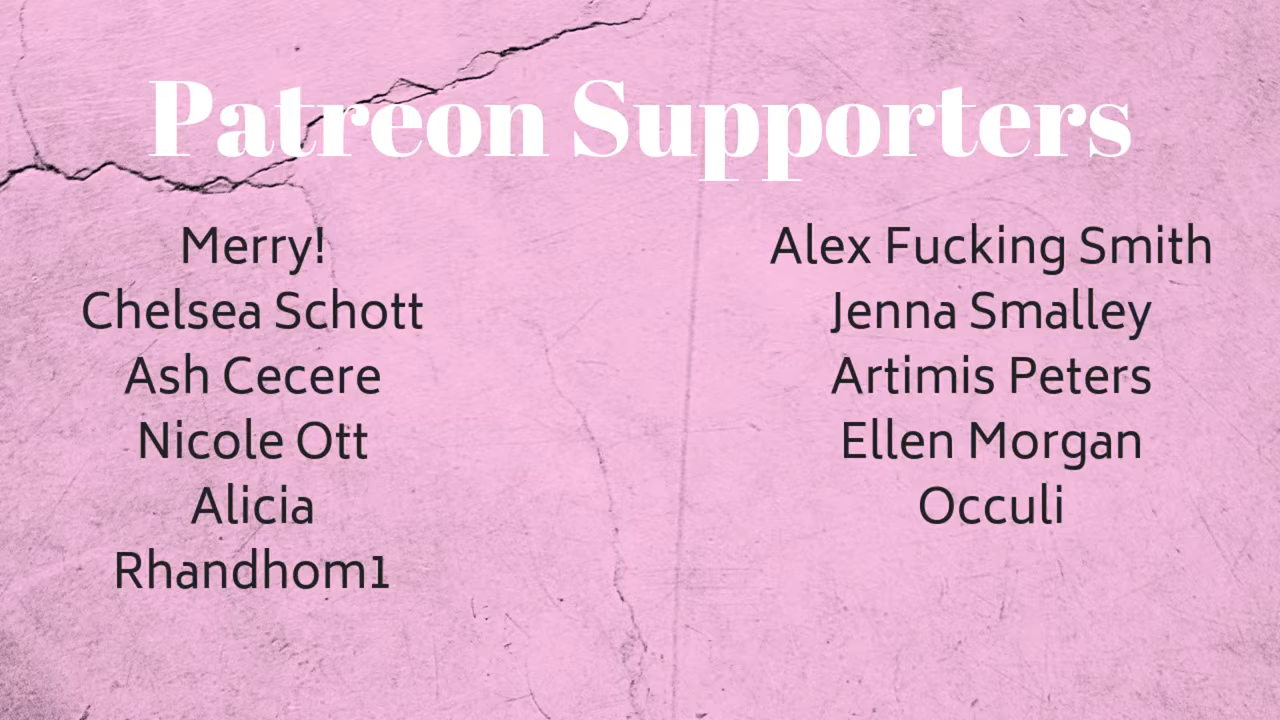 Patreon Supporters
Merry!
Chelsea Schott
Ash Cecere
Nicole Ott
Alicia
Rhandhom1
Alex Fucking Smith
Jenna Smalley
Artimis Peters
Ellen Morgan
Occuli